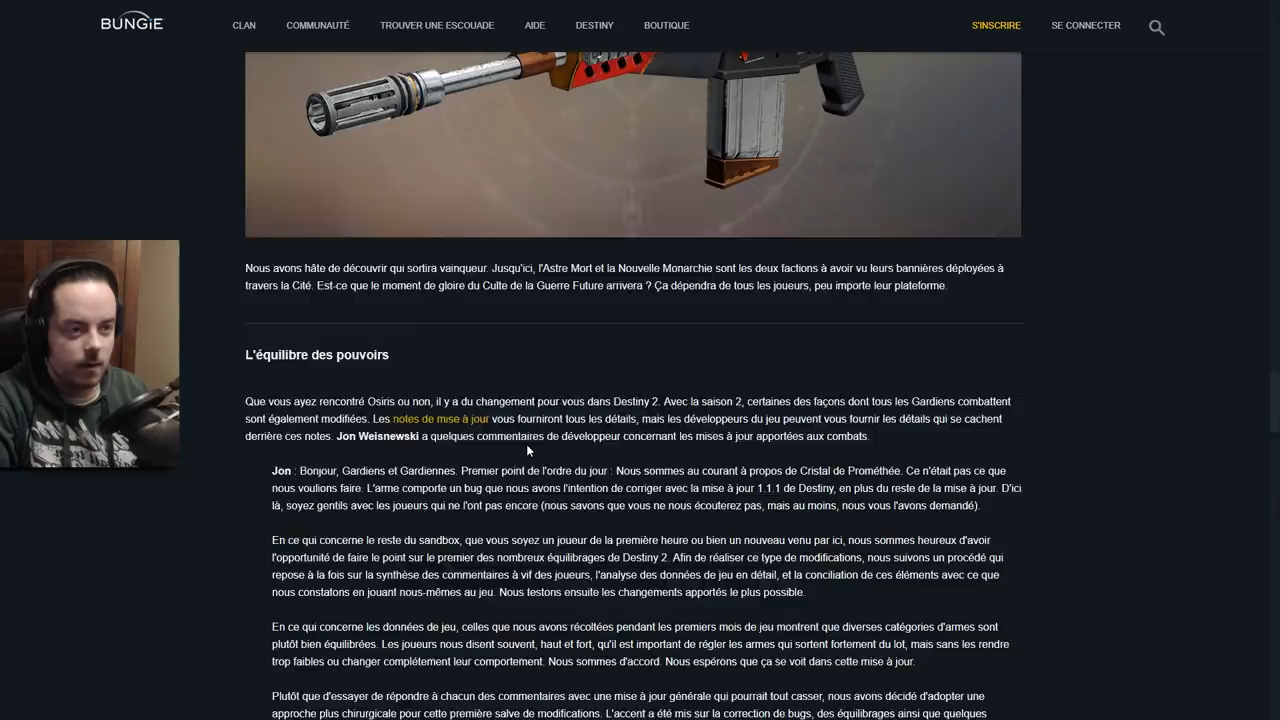 BUNGiE
CLAN
COMMUNAUTÉ
TROUVER UNE ESCOUADE
AIDE
DESTINY
BOUTIQUE
S'INSCRIRE
SE CONNECTER
Nous avons hâte de découvrir qui sortira vainqueur. Jusqu'ici, l'Astre Mort et la Nouvelle Monarchie sont les deux factions à avoir vu leurs bannières déployées à
travers la Cité. Est-ce que le moment de gloire du Culte de la Guerre Future arrivera ? Ça dépendra de tous les joueurs, peu importe leur plateforme.
L'équilibre des pouvoirs
Que vous ayez rencontré Osiris ou non, il y a du changement pour vous dans Destiny 2. Avec la saison 2, certaines des façons dont tous les Gardiens combattent
sont également modifiées. Les notes de mise à jour vous fourniront tous les détails, mais les développeurs du jeu peuvent vous fournir les détails qui se cachent
derrière ces notes. Jon Weisnewski a quelques commentaires de développeur concernant les mises à jour apportées aux combats.
Jon : Bonjour, Gardiens et Gardiennes. Premier point de l'ordre du jour : Nous sommes au courant à propos de Cristal de Prométhée. Ce n'était pas ce que
nous voulions faire. L'arme comporte un bug que nous avons l'intention de corriger avec la mise à jour 1.1.1 de Destiny, en plus du reste de la mise à jour. D'ici
là, soyez gentils avec les joueurs qui ne l'ont pas encore (nous savons que vous ne nous écouterez pas, mais au moins, nous vous l'avons demandé).
En ce qui concerne le reste du sandbox, que vous soyez un joueur de la première heure ou bien un nouveau venu par ici, nous sommes heureux d'avoir
l'opportunité de faire le point sur le premier des nombreux équilibrages de Destiny 2. Afin de réaliser ce type de modifications, nous suivons un procédé qui
repose à la fois sur la synthèse des commentaires à vif des joueurs, l'analyse des données de jeu en détail, et la conciliation de ces éléments avec ce que
nous constatons en jouant nous-mêmes au jeu. Nous testons ensuite les changements apportés le plus possible.
En ce qui concerne les données de jeu, celles que nous avons récoltées pendant les premiers mois de jeu montrent que diverses catégories d'armes sont
plutôt bien équilibrées. Les joueurs nous disent souvent, haut et fort, qu'il est important de régler les armes qui sortent fortement du lot, mais sans les rendre
trop faibles ou changer complétement leur comportement. Nous sommes d'accord. Nous espérons que ça se voit dans cette mise à jour.
Plutôt que d'essayer de répondre à chacun des commentaires avec une mise à jour générale qui pourrait tout casser, nous avons décidé d'adopter une
approche plus chirurgicale pour cette première salve de modifications. L'accent a été mis sur la correction de bugs, des équilibrages ainsi que quelques